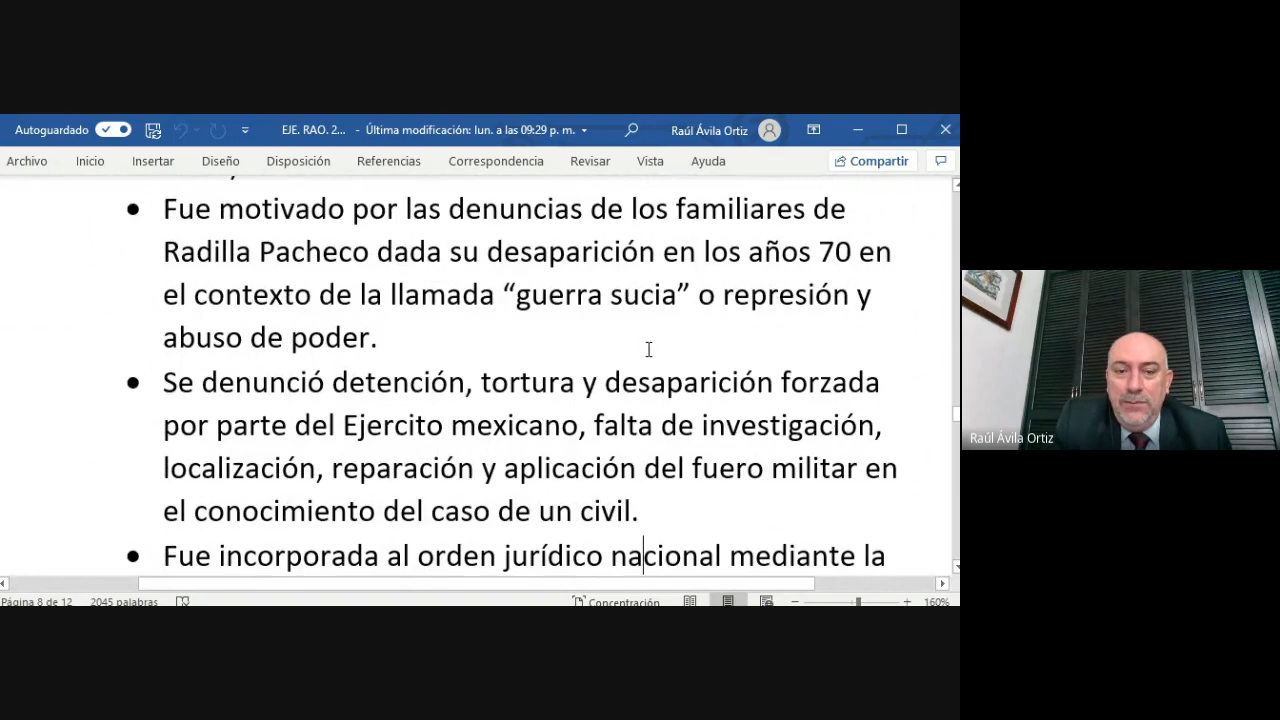 Autoguardado EJE. RAO. 2... - Última modificación: lun. a las 09:29 p. m. Raúl Ávila Ortiz
Archivo Inicio Insertar Diseño Disposición Referencias Correspondencia Revisar Vista Ayuda Compartir
• Fue motivado por las denuncias de los familiares de
Radilla Pacheco dada su desaparición en los años 70 en
el contexto de la llamada “guerra sucia” o represión y
abuso de poder.
• Se denunció detención, tortura y desaparición forzada
por parte del Ejercito mexicano, falta de investigación,
localización, reparación y aplicación del fuero militar en
el conocimiento del caso de un civil.
• Fue incorporada al orden jurídico nacional mediante la
Página 8 de 12 2045 palabras Concentración 160%
Raúl Ávila Ortiz